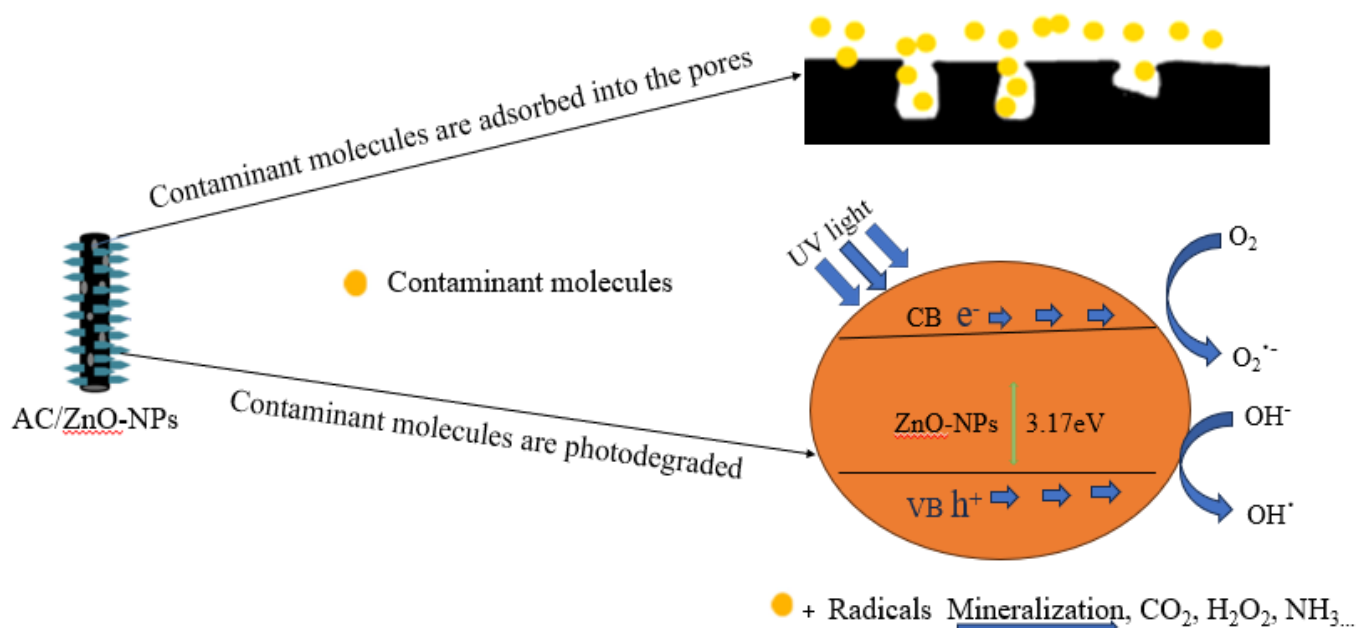 Contaminant molecules are adsorbed into the pores
UV light
O₂
Contaminant molecules
CB e⁻
O₂˙⁻
AC/ZnO-NPs
Contaminant molecules are photodegraded
ZnO-NPs 3.17eV
OH⁻
VB h⁺
OH˙
+ Radicals Mineralization, CO₂, H₂O₂, NH₃...